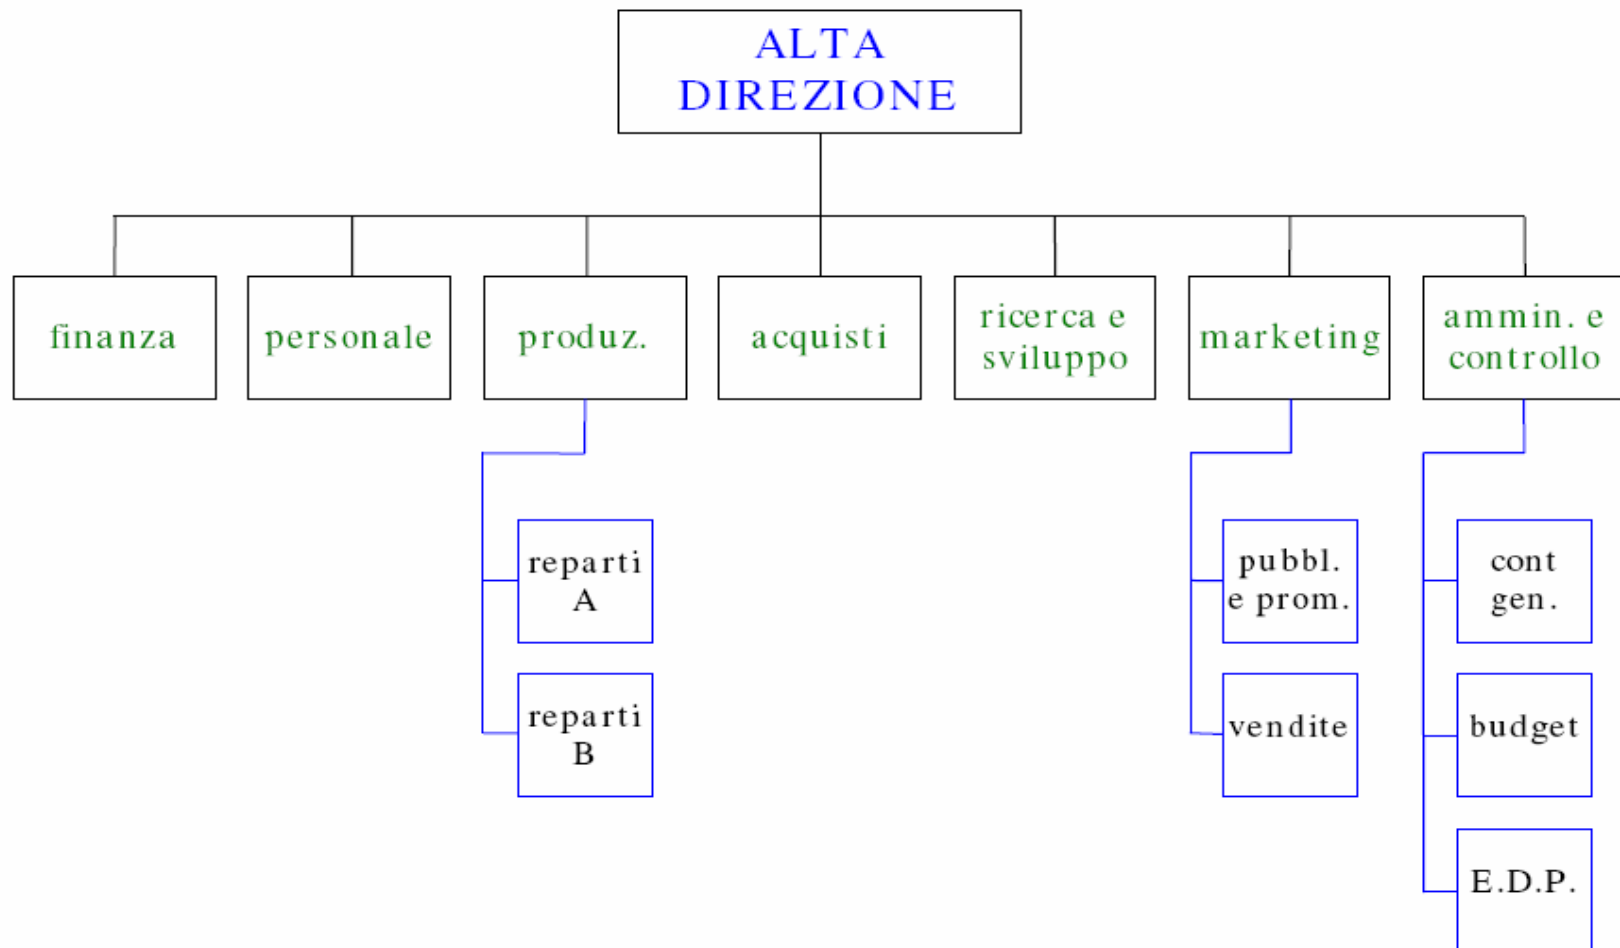 ALTA
DIREZIONE
finanza
personale
produz.
acquisti
ricerca e
sviluppo
marketing
ammin. e
controllo
reparti
A
reparti
B
pubbl.
e prom.
vendite
cont
gen.
budget
E.D.P.